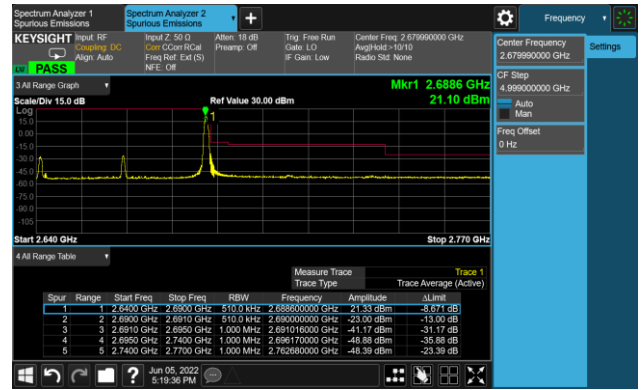 Spectrum Analyzer 1
Spurious Emissions
Spectrum Analyzer 2
Spurious Emissions
Frequency
KEYSIGHT
Input: RF
Coupling: DC
Align: Auto
Input Z: 50 Ω
Corr CCorr RCal
Freq Ref: Ext (S)
NFE: Off
Atten: 18 dB
Preamp: Off
Trig: Free Run
Gate: LO
IF Gain: Low
Center Freq: 2.679990000 GHz
Avg|Hold:>10/10
Radio Std: None
LXI PASS
Center Frequency
2.679990000 GHz
Settings
CF Step
4.999000000 GHz
Auto
Man
Freq Offset
0 Hz
3 All Range Graph
Mkr1 2.6886 GHz
21.10 dBm
Scale/Div 15.0 dB
Ref Value 30.00 dBm
Log
1
15.0
0.00
-15.0
-30.0
-45.0
-60.0
-75.0
-90.0
-105
Start 2.640 GHz
Stop 2.770 GHz
4 All Range Table
Measure Trace Trace 1
Trace Type Trace Average (Active)
Spur Range Start Freq Stop Freq RBW Frequency Amplitude ΔLimit
1 1 2.6400 GHz 2.6900 GHz 510.0 kHz 2.688600000 GHz 21.33 dBm -8.671 dB
2 2 2.6900 GHz 2.6910 GHz 510.0 kHz 2.690000000 GHz -23.00 dBm -13.00 dB
3 3 2.6910 GHz 2.6950 GHz 1.000 MHz 2.691016000 GHz -41.17 dBm -31.17 dB
4 4 2.6950 GHz 2.7400 GHz 1.000 MHz 2.696170000 GHz -48.88 dBm -35.88 dB
5 5 2.7400 GHz 2.7700 GHz 1.000 MHz 2.762680000 GHz -48.39 dBm -23.39 dB
?
Jun 05, 2022
5:19:36 PM